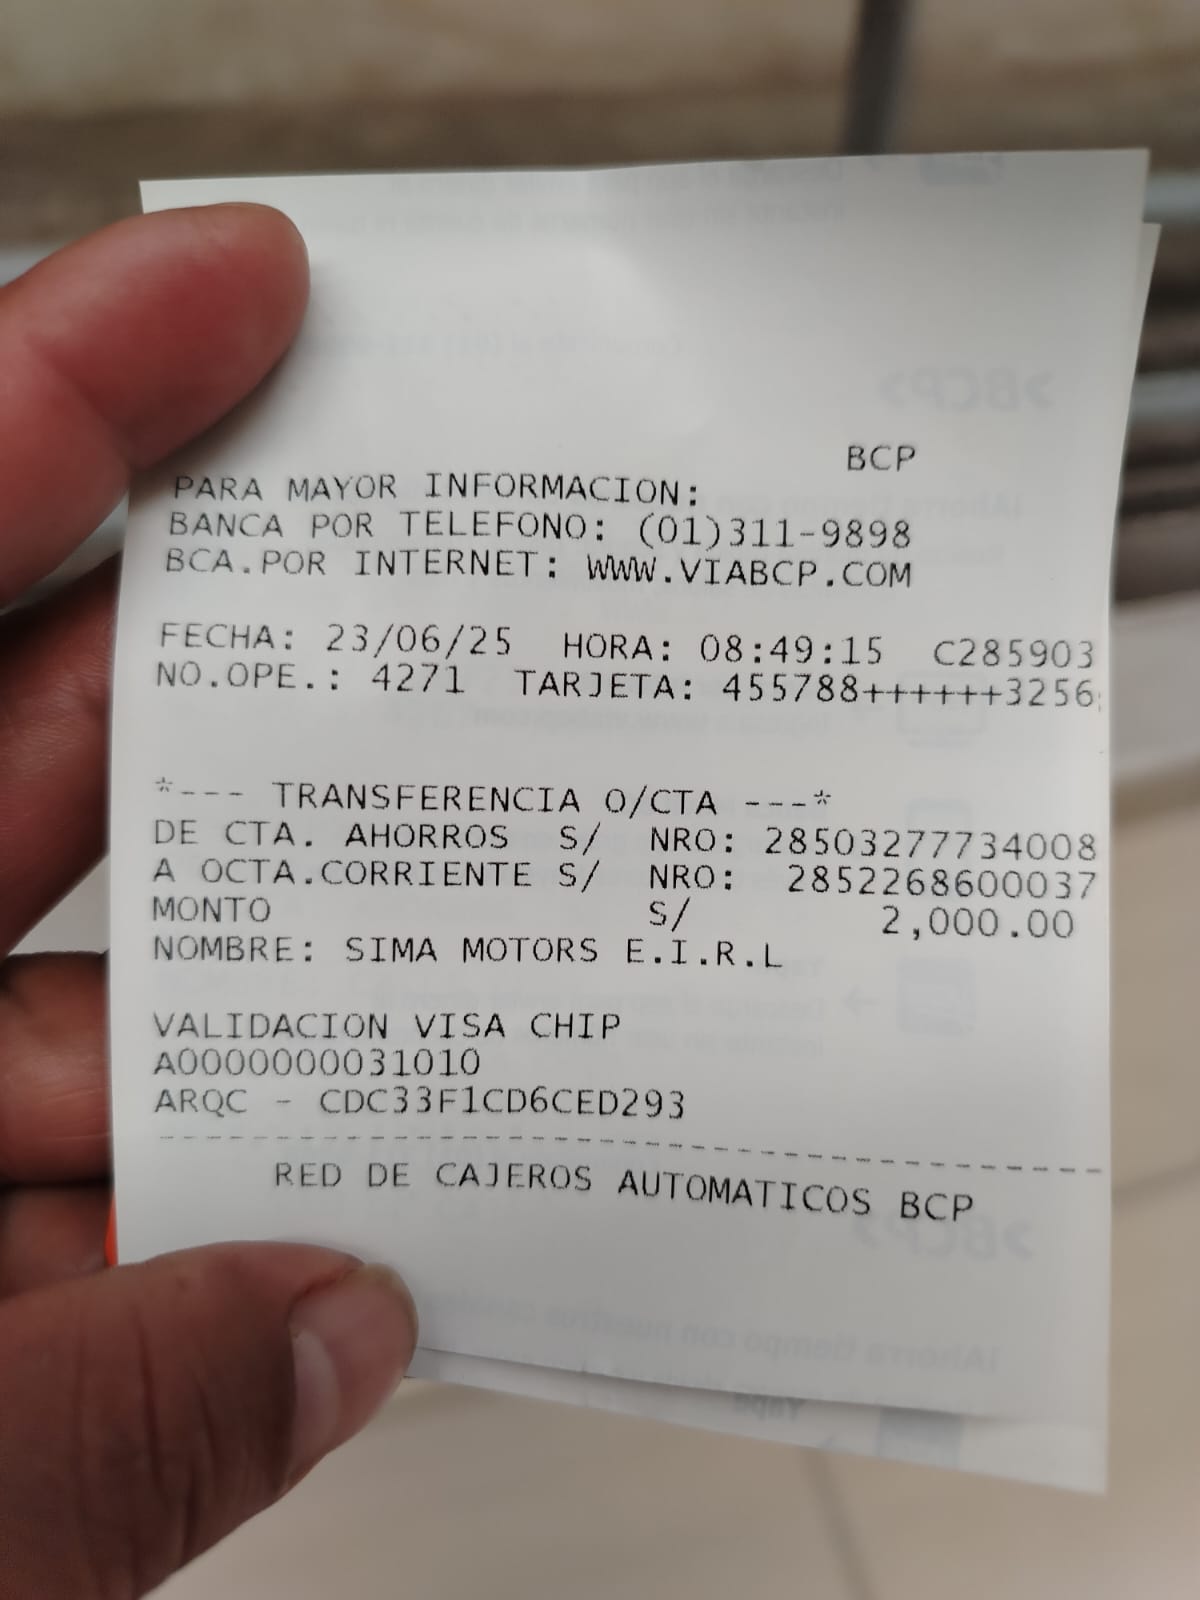 BCP
PARA MAYOR INFORMACION:
BANCA POR TELEFONO: (01)311-9898
BCA.POR INTERNET: WWW.VIABCP.COM
FECHA: 23/06/25 HORA: 08:49:15 C285903
NO.OPE.: 4271 TARJETA: 455788++++++3256
*--- TRANSFERENCIA O/CTA ---*
DE CTA. AHORROS S/ NRO: 28503277734008
A OCTA.CORRIENTE S/ NRO: 2852268600037
MONTO S/ 2,000.00
NOMBRE: SIMA MOTORS E.I.R.L
VALIDACION VISA CHIP
A0000000031010
ARQC - CDC33F1CD6CED293
RED DE CAJEROS AUTOMATICOS BCP